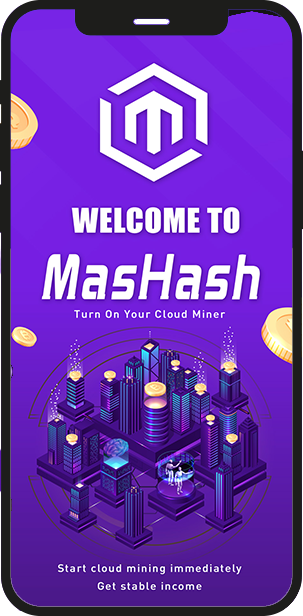 WELCOME TO
MasHash
Turn On Your Cloud Miner
Start cloud mining immediately
Get stable income